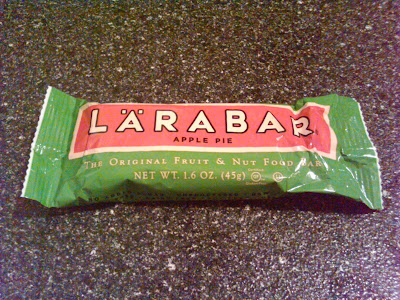 LÄRABAR
APPLE PIE
THE ORIGINAL FRUIT & NUT FOOD BAR
NET WT. 1.6 OZ. (45g)